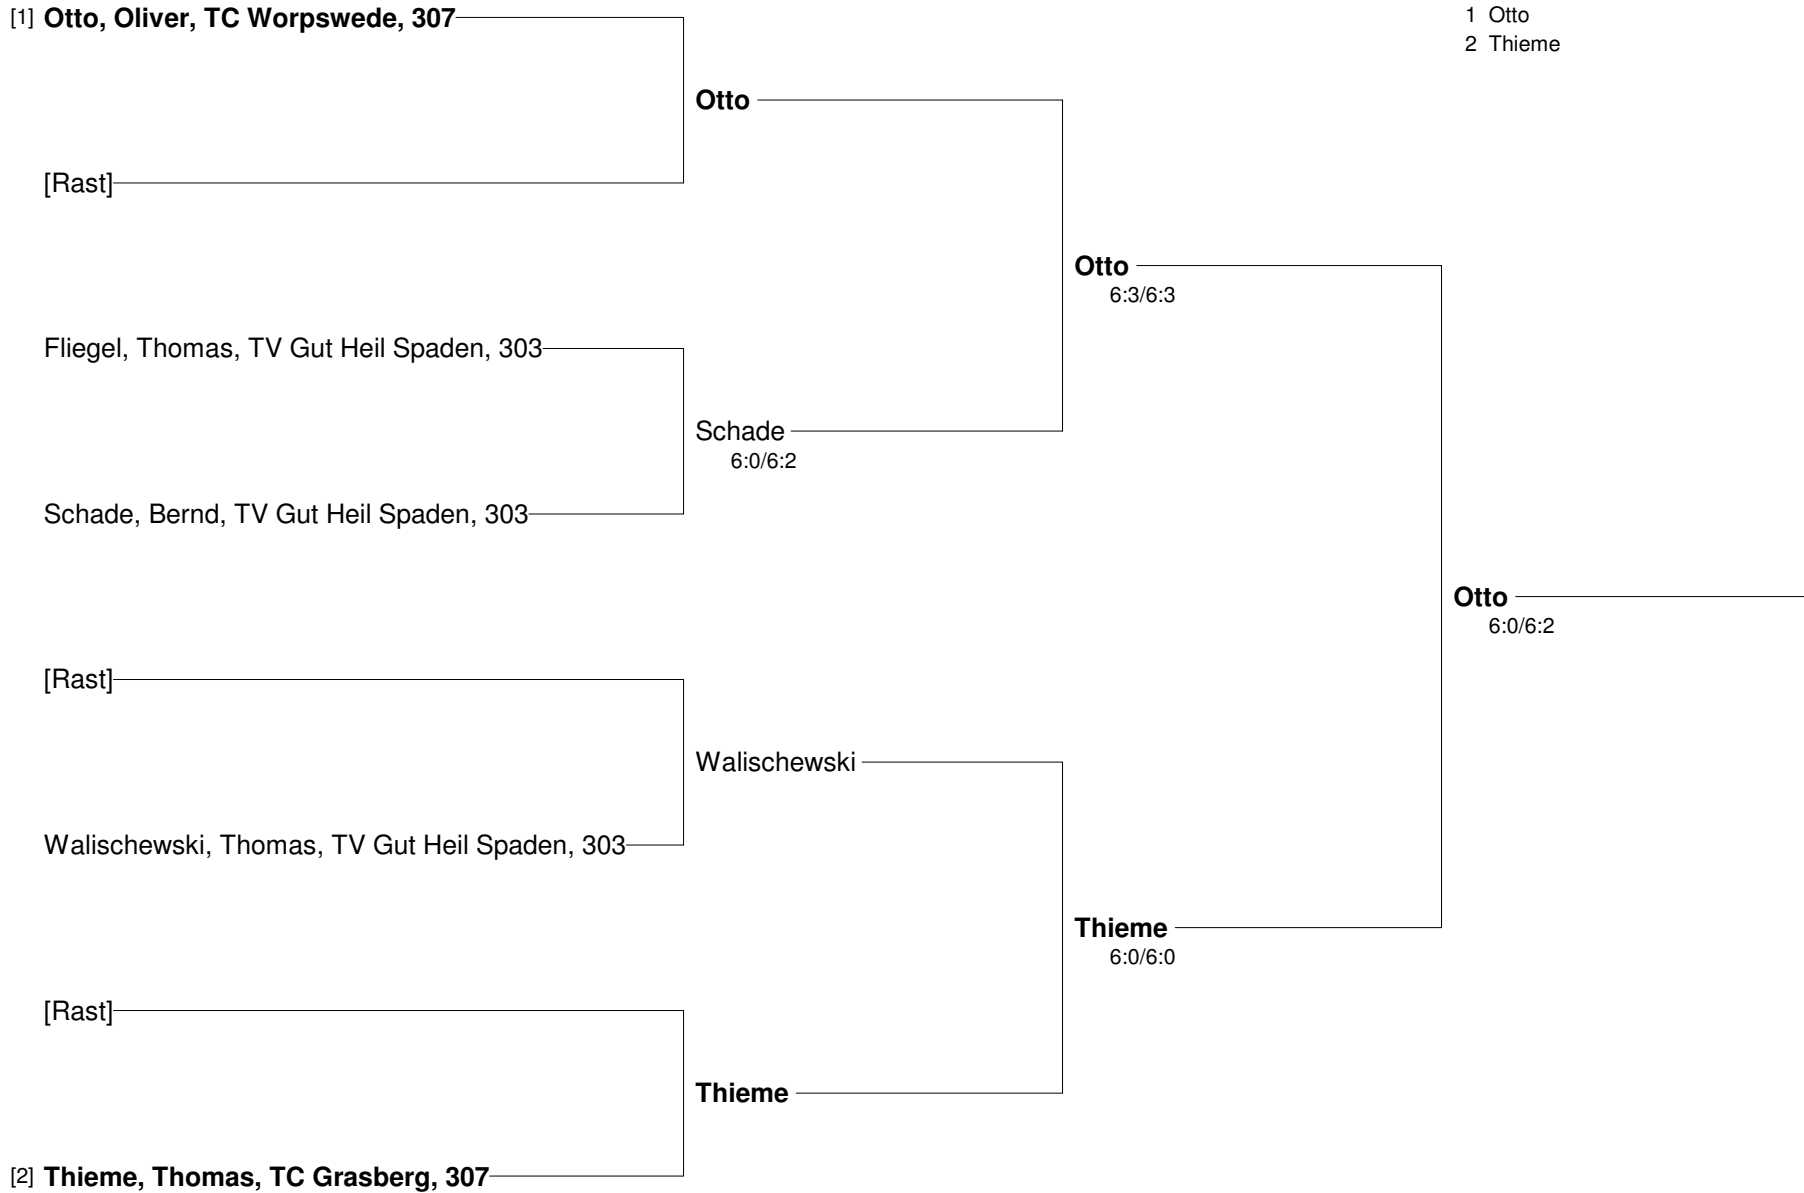 [1] Otto, Oliver, TC Worpswede, 307
1 Otto
2 Thieme
Otto
[Rast]
Otto
6:3/6:3
Fliegel, Thomas, TV Gut Heil Spaden, 303
Schade
6:0/6:2
Schade, Bernd, TV Gut Heil Spaden, 303
Otto
6:0/6:2
[Rast]
Walischewski
Walischewski, Thomas, TV Gut Heil Spaden, 303
Thieme
6:0/6:0
[Rast]
Thieme
[2] Thieme, Thomas, TC Grasberg, 307